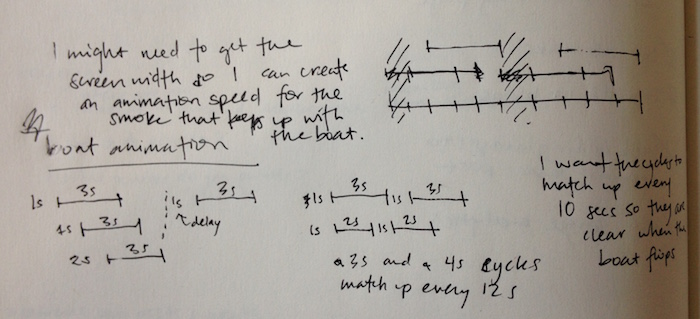 I might need to get the
screen width so I can create
an animation speed for the
smoke that keeps up with
the boat.
boat animation
1s 3s 1s 3s
delay
1s 3s
2s 3s
1s 3s 1s 3s
1s 2s 1s 2s
a 3s and a 4s cycles
match up every 12s
I want the cycles to
match up every
10 secs so they are
clear when the
boat flips